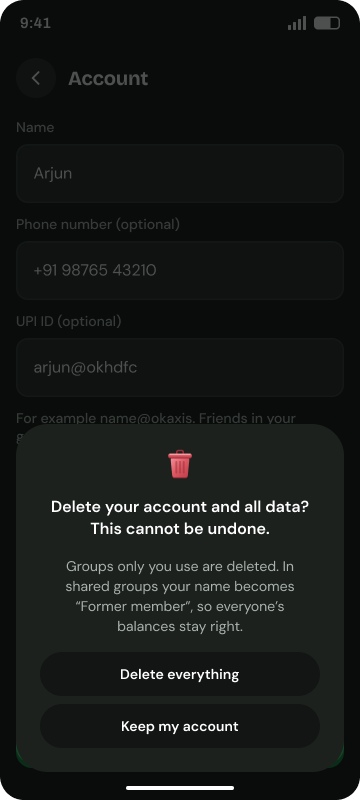 9:41
Account
Name
Arjun
Phone number (optional)
+91 98765 43210
UPI ID (optional)
arjun@okhdfc
For example name@okaxis. Friends in your
Delete your account and all data?
This cannot be undone.
Groups only you use are deleted. In
shared groups your name becomes
“Former member”, so everyone’s
balances stay right.
Delete everything
Keep my account